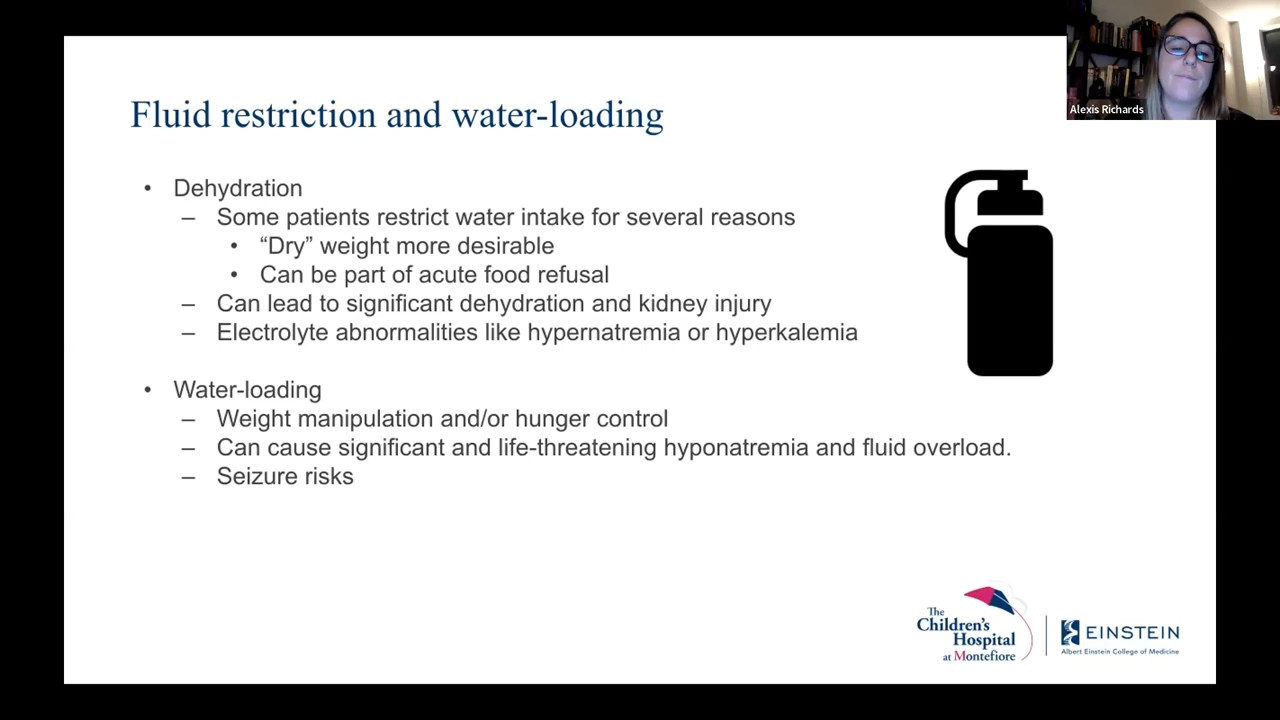 Alexis Richards
Fluid restriction and water-loading
• Dehydration
– Some patients restrict water intake for several reasons
• “Dry” weight more desirable
• Can be part of acute food refusal
– Can lead to significant dehydration and kidney injury
– Electrolyte abnormalities like hypernatremia or hyperkalemia
• Water-loading
– Weight manipulation and/or hunger control
– Can cause significant and life-threatening hyponatremia and fluid overload.
– Seizure risks
The
Children's
Hospital
at Montefiore
EINSTEIN
Albert Einstein College of Medicine